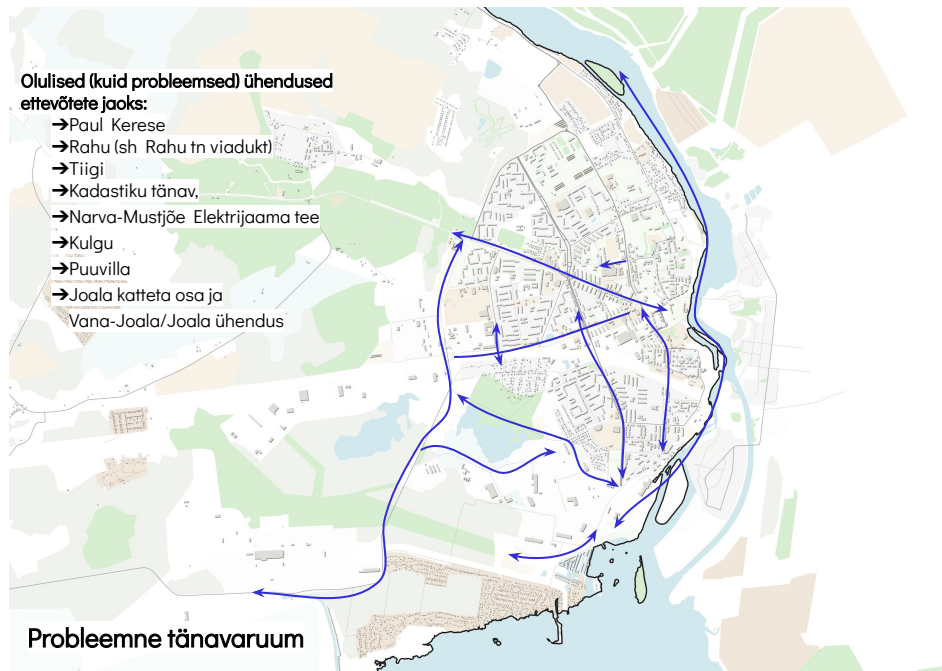 Olulised (kuid probleemsed) ühendused
ettevõtete jaoks:
➔Paul Kerese
➔Rahu (sh Rahu tn viadukt)
➔Tiigi
➔Kadastiku tänav,
➔Narva-Mustjõe Elektrijaama tee
➔Kulgu
➔Puuvilla
➔Joala katteta osa ja
Vana-Joala/Joala ühendus
Probleemne tänavaruum